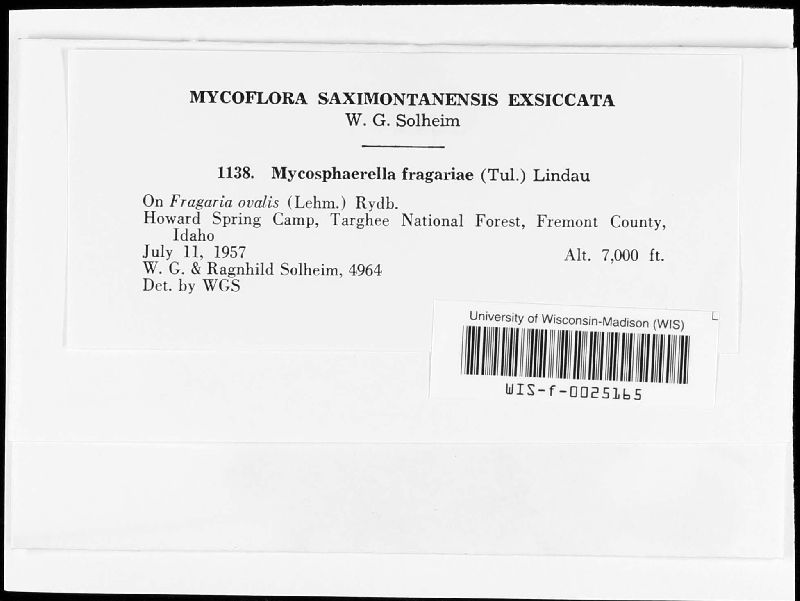 MYCOFLORA SAXIMONTANENSIS EXSICCATA
W. G. Solheim
1138. Mycosphaerella fragariae (Tul.) Lindau
On Fragaria ovalis (Lehm.) Rydb.
Howard Spring Camp, Targhee National Forest, Fremont County,
Idaho
July 11, 1957 Alt. 7,000 ft.
W. G. & Ragnhild Solheim, 4964
Det. by WGS
University of Wisconsin-Madison (WIS)
WIS-f-0025165